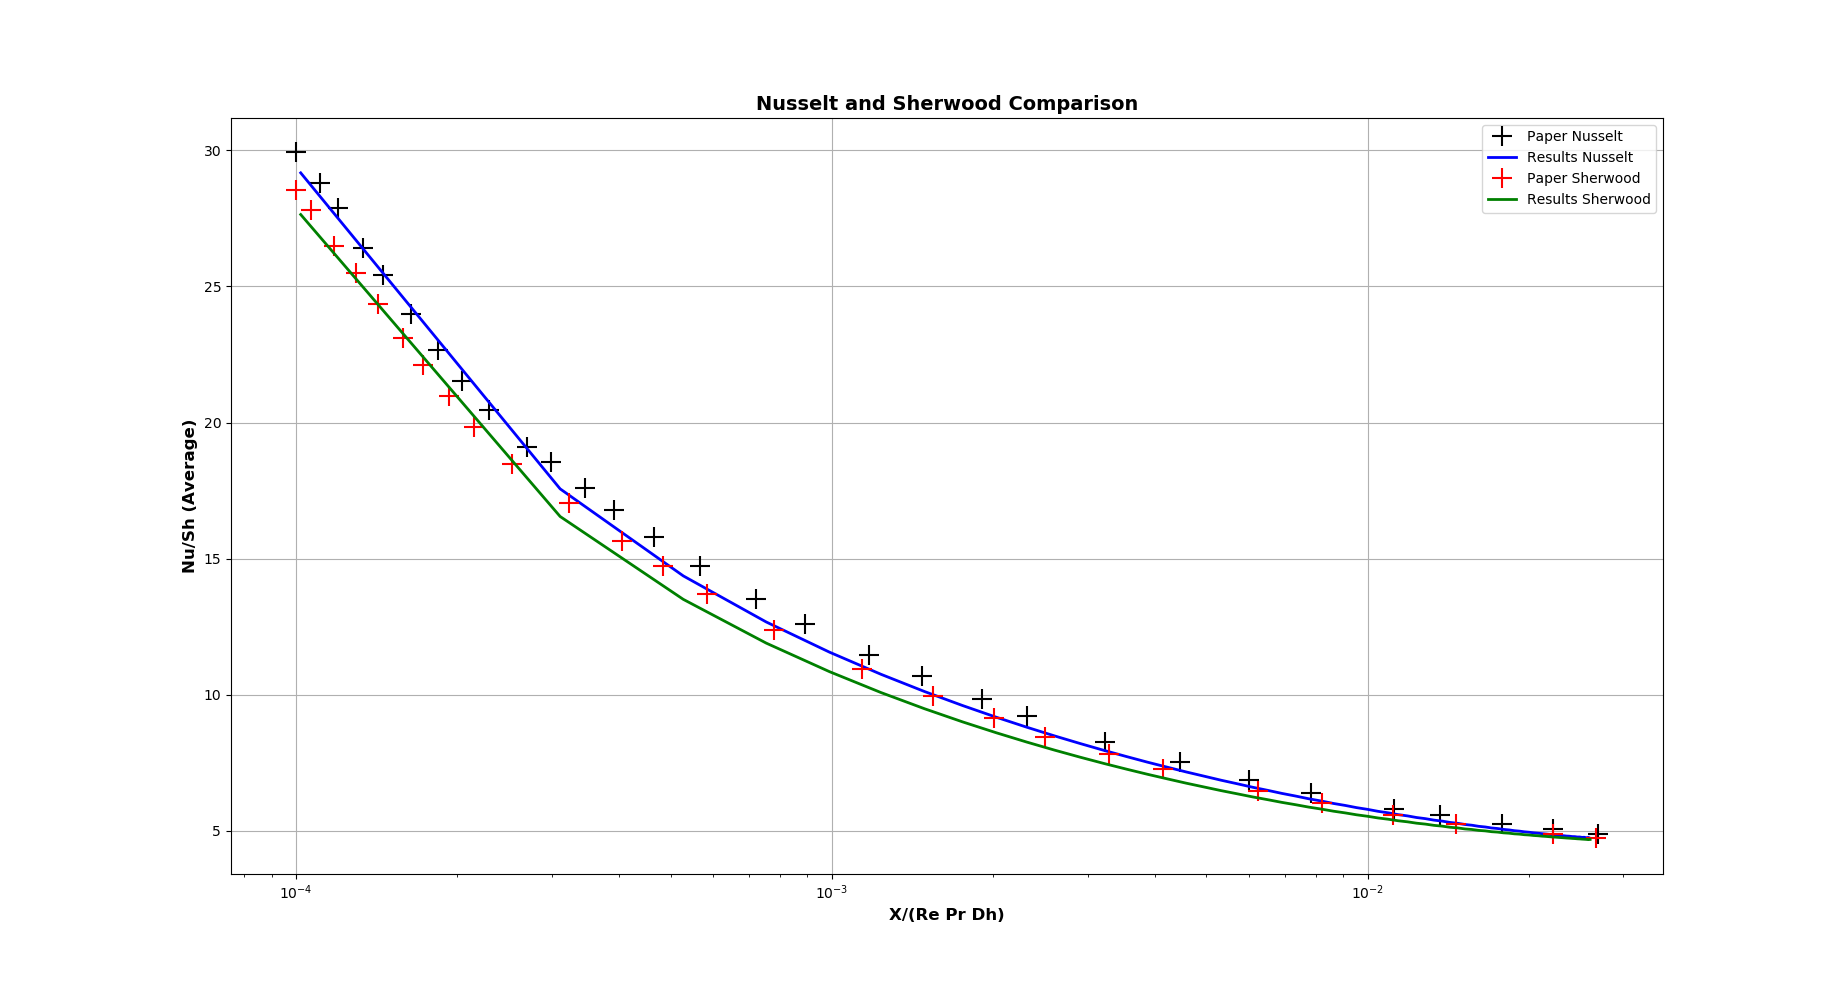 Nusselt and Sherwood Comparison
Paper Nusselt
Results Nusselt
Paper Sherwood
Results Sherwood
Nu/Sh (Average)
30
25
20
15
10
5
10⁻⁴
10⁻³
10⁻²
X/(Re Pr Dh)